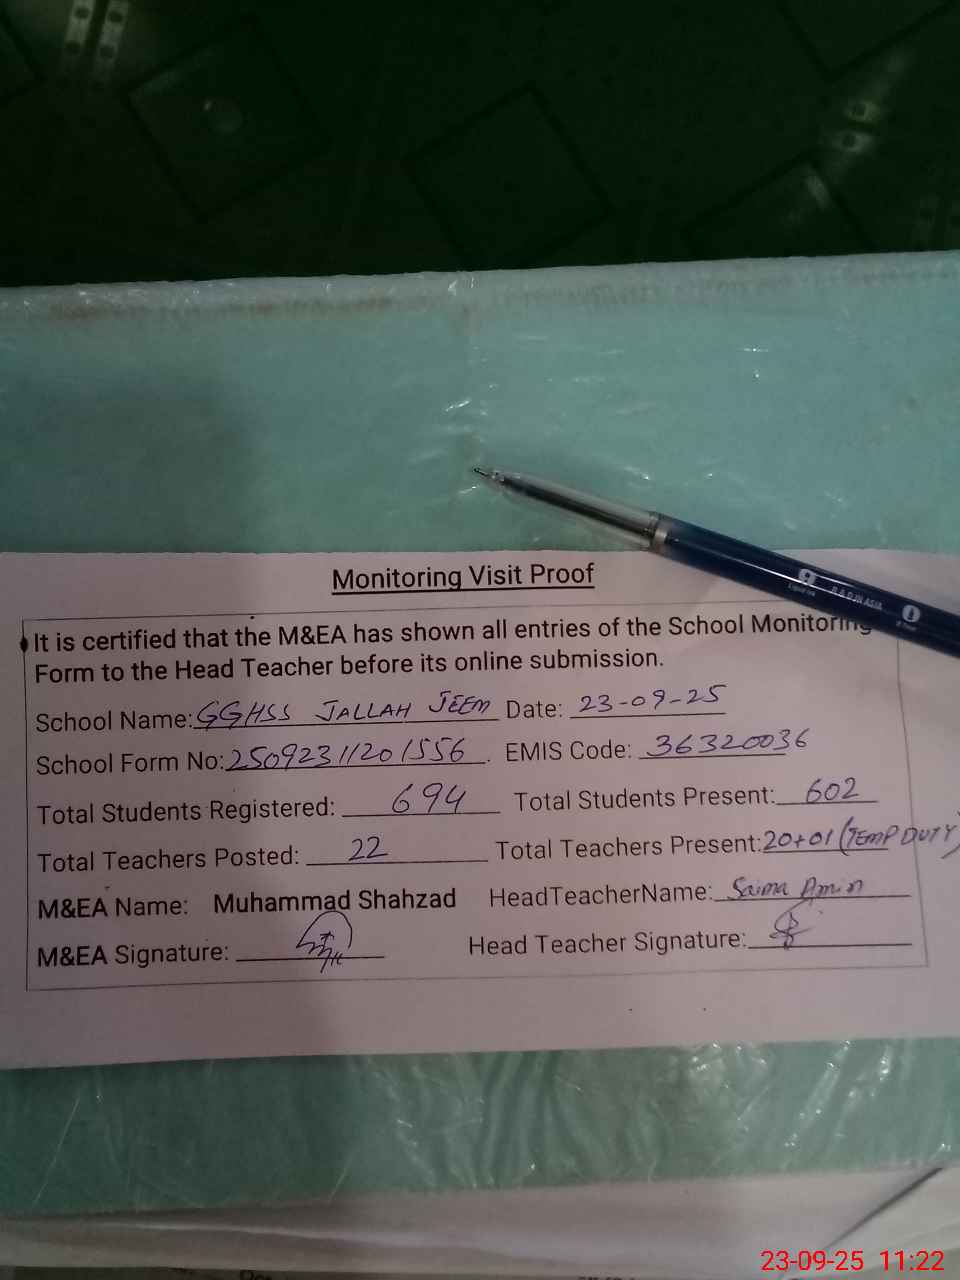 Monitoring Visit Proof
It is certified that the M&EA has shown all entries of the School Monitoring
Form to the Head Teacher before its online submission.
School Name: GGHSS JALLAH JEEM Date: 23-09-25
School Form No: 25092311201556. EMIS Code: 36320036
Total Students Registered: 694 Total Students Present: 602
Total Teachers Posted: 22 Total Teachers Present: 20+01 (TEMP DUTY)
M&EA Name: Muhammad Shahzad HeadTeacherName: Saima Amin
M&EA Signature: Head Teacher Signature:
23-09-25 11:22